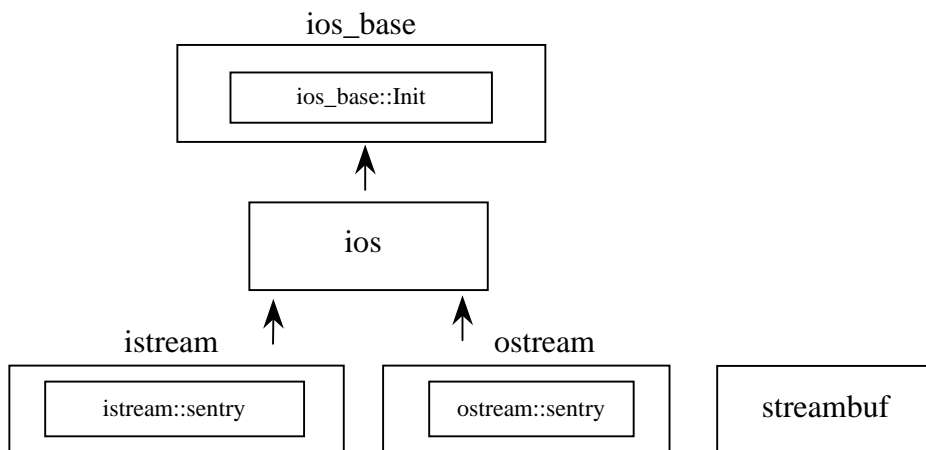 ios_base
ios_base::Init
ios
istream
ostream
istream::sentry
ostream::sentry
streambuf